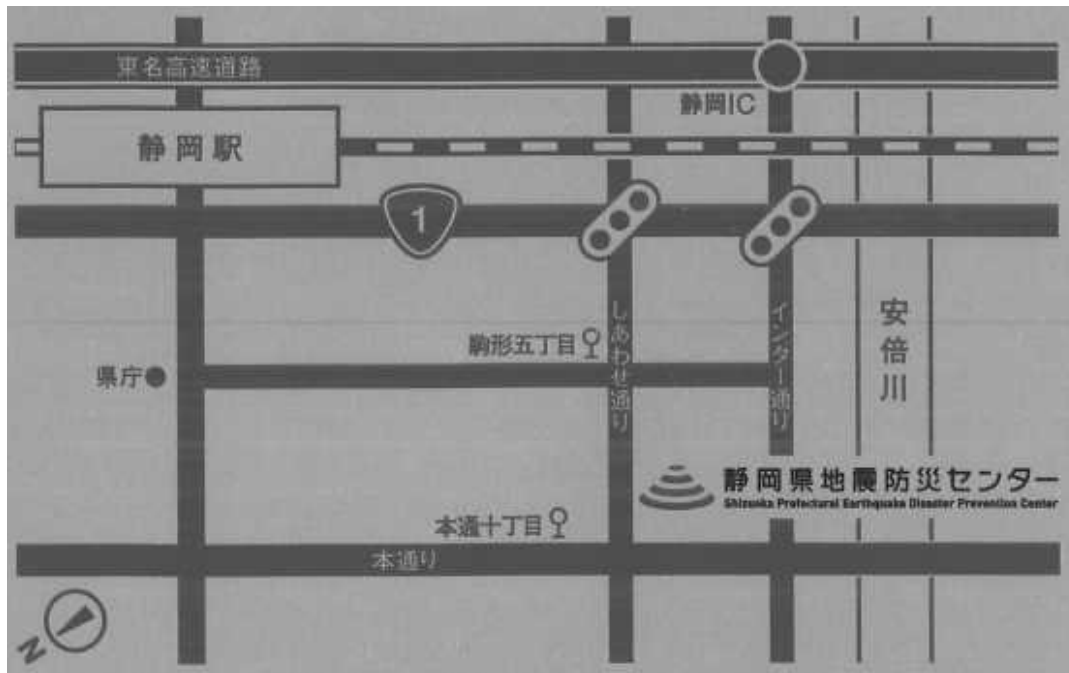 東名高速道路
静岡IC
静岡駅
1
しあわせ通り
インター通り
安倍川
駒形五丁目
県庁
静岡県地震防災センター
Shizuoka Prefectural Earthquake Disaster Prevention Center
本通十丁目
本通り
N